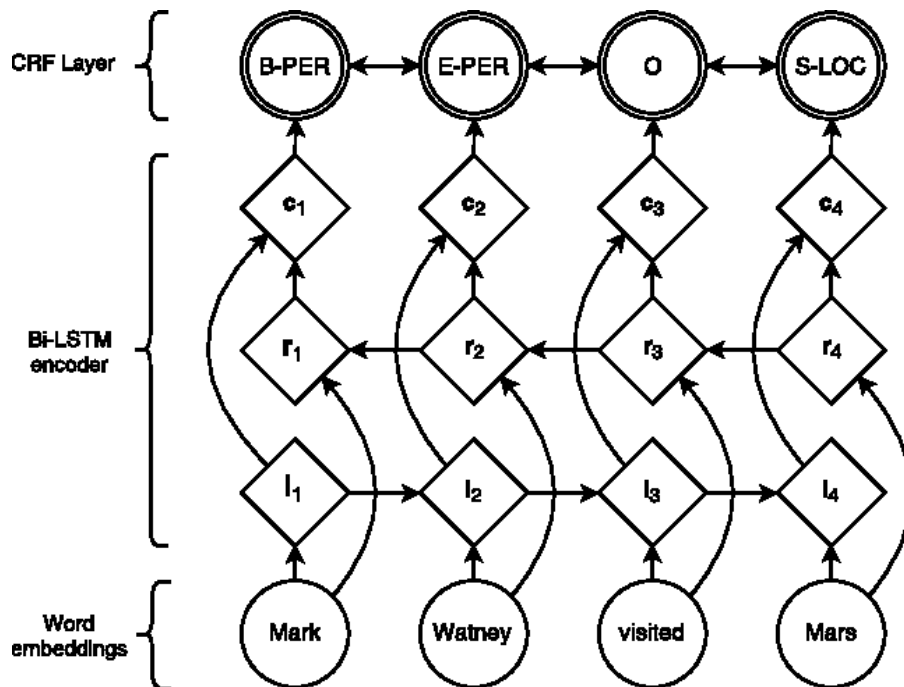 CRF Layer
B-PER
E-PER
O
S-LOC
c1
c2
c3
c4
Bi-LSTM
encoder
r1
r2
r3
r4
l1
l2
l3
l4
Word
embeddings
Mark
Watney
visited
Mars